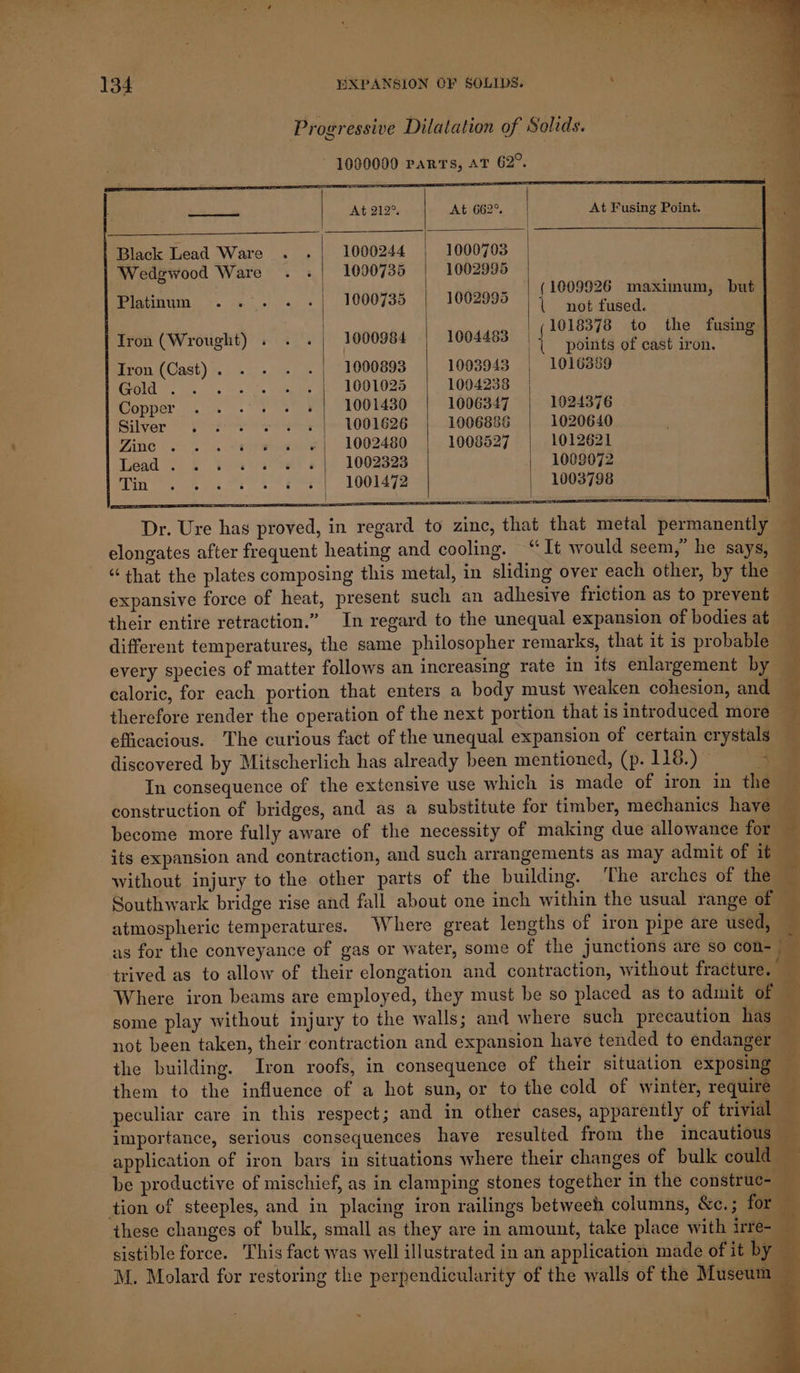 134 EXPANSION OF SOLIDS.
Progressive Dilatation of Solids.
1000000 PARTS, AT 62°.
—— At 212°. At 662°. At Fusing Point.
Black Lead Ware . . 1000244 1000703
Wedgwood Ware . . 1000735 1002995
Platinum . . . . . 1000735 1002995 { 1009926 maximum, but
not fused.
Iron (Wrought) . . . 1000984 1004483 { 1018378 to the fusing
points of cast iron.
Iron (Cast) . . . . . 1000893 1003943 1016389
Gold . . . . . . . 1001025 1004238
Copper . . . . . . 1001430 1006347 1024376
Silver . . . . . . 1001626 1006886 1020640
Zinc . . . . . . . 1002480 1008527 1012621
Lead . . . . . . . 1002323 1009072
Tin . . . . . . . 1001472 1003798
Dr. Ure has proved, in regard to zinc, that that metal permanently
elongates after frequent heating and cooling. “It would seem,” he says,
“that the plates composing this metal, in sliding over each other, by the
expansive force of heat, present such an adhesive friction as to prevent
their entire retraction.” In regard to the unequal expansion of bodies at
different temperatures, the same philosopher remarks, that it is probable
every species of matter follows an increasing rate in its enlargement by
caloric, for each portion that enters a body must weaken cohesion, and
therefore render the operation of the next portion that is introduced more
efficacious. The curious fact of the unequal expansion of certain crystals
discovered by Mitscherlich has already been mentioned, (p. 118.)
In consequence of the extensive use which is made of iron in the
construction of bridges, and as a substitute for timber, mechanics have
become more fully aware of the necessity of making due allowance for
its expansion and contraction, and such arrangements as may admit of it
without injury to the other parts of the building. The arches of the
Southwark bridge rise and fall about one inch within the usual range of
atmospheric temperatures. Where great lengths of iron pipe are used,
as for the conveyance of gas or water, some of the junctions are so con-
trived as to allow of their elongation and contraction, without fracture.
Where iron beams are employed, they must be so placed as to admit of
some play without injury to the walls; and where such precaution has
not been taken, their contraction and expansion have tended to endanger
the building. Iron roofs, in consequence of their situation exposing
them to the influence of a hot sun, or to the cold of winter, require
peculiar care in this respect; and in other cases, apparently of trivial
importance, serious consequences have resulted from the incautious
application of iron bars in situations where their changes of bulk could
be productive of mischief, as in clamping stones together in the construc-
tion of steeples, and in placing iron railings between columns, &c.; for
these changes of bulk, small as they are in amount, take place with irre-
sistible force. This fact was well illustrated in an application made of it by
M. Molard for restoring the perpendicularity of the walls of the Museum